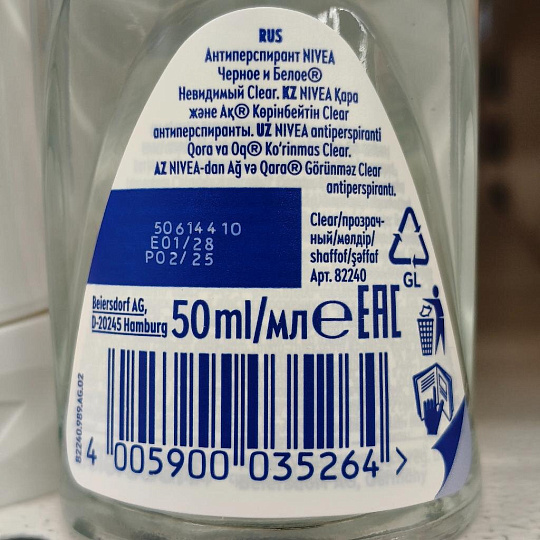 RUS
Антиперспирант NIVEA
Черное и Белое®
Невидимый Clear. KZ NIVEA Қара
және Ақ® Көрінбейтін Clear
антиперспиранты. UZ NIVEA antiperspiranti
Qora va Oq® Ko'rinmas Clear.
AZ NIVEA-dan Ağ və Qara® Görünməz Clear
antiperspirantı.
50614410
E01/28
P02/25
Clear/прозрач-
ный/мөлдір/
shaffof/şəffaf
Арт. 82240
GL
Beiersdorf AG,
D-20245 Hamburg
50ml/мл℮ EAC
82240.989.AG.02
4 005900 035264 >